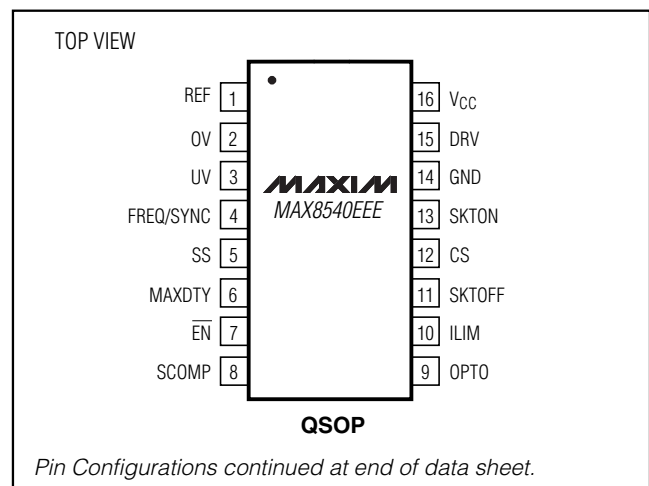 TOP VIEW
REF 1
OV 2
UV 3
FREQ/SYNC 4
SS 5
MAXDTY 6
E̅N̅ 7
SCOMP 8
MAXIM
MAX8540EEE
16 VCC
15 DRV
14 GND
13 SKTON
12 CS
11 SKTOFF
10 ILIM
9 OPTO
QSOP
Pin Configurations continued at end of data sheet.